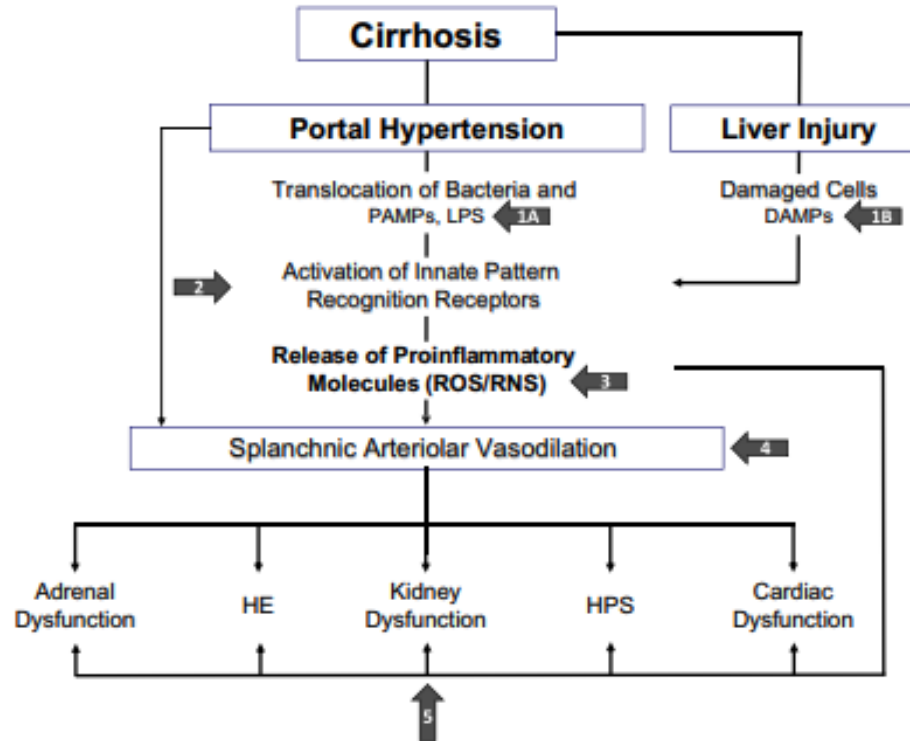 Cirrhosis
Portal Hypertension
Liver Injury
Translocation of Bacteria and
PAMPs, LPS
1A
Damaged Cells
DAMPs
1B
2
Activation of Innate Pattern
Recognition Receptors
Release of Proinflammatory
Molecules (ROS/RNS)
3
Splanchnic Arteriolar Vasodilation
4
Adrenal
Dysfunction
HE
Kidney
Dysfunction
HPS
Cardiac
Dysfunction
5